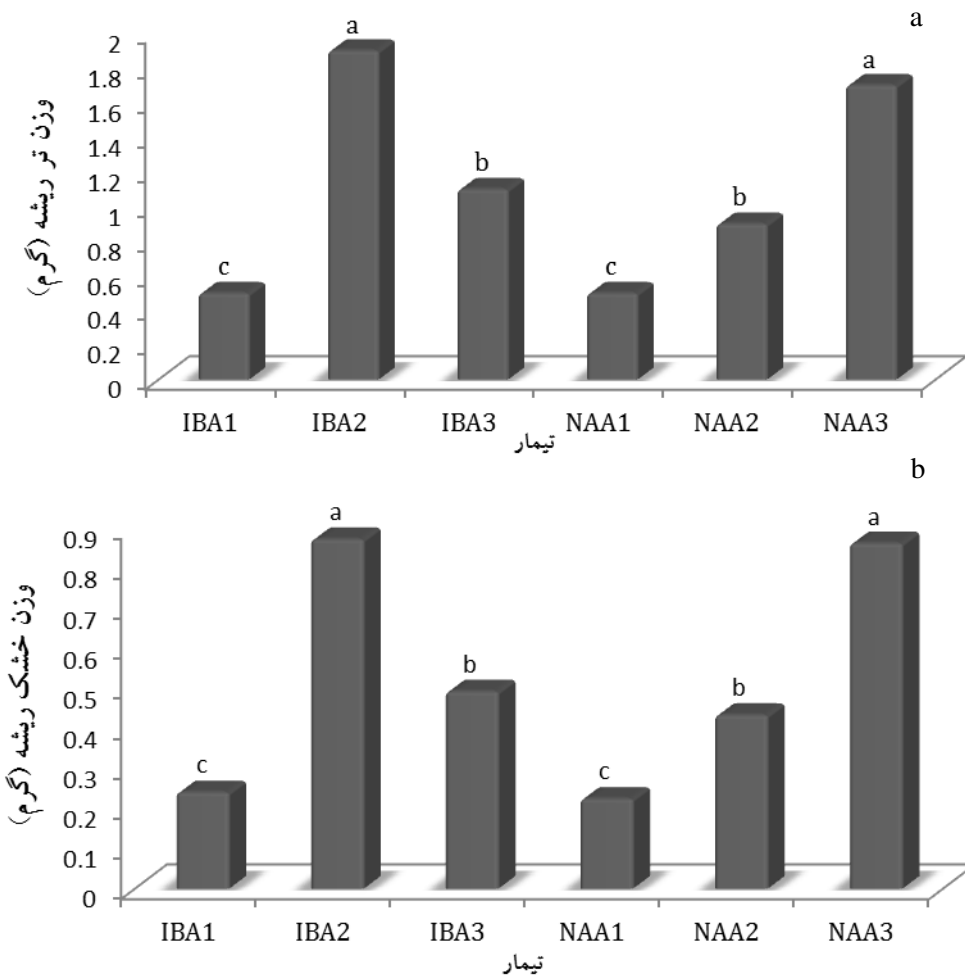 a
وزن تر ریشه (گرم)
2
1.8
1.6
1.4
1.2
1
0.8
0.6
0.4
0.2
0
c
a
b
c
b
a
IBA1 IBA2 IBA3 NAA1 NAA2 NAA3
تیمار
b
وزن خشک ریشه (گرم)
0.9
0.8
0.7
0.6
0.5
0.4
0.3
0.2
0.1
0
c
a
b
c
b
a
IBA1 IBA2 IBA3 NAA1 NAA2 NAA3
تیمار